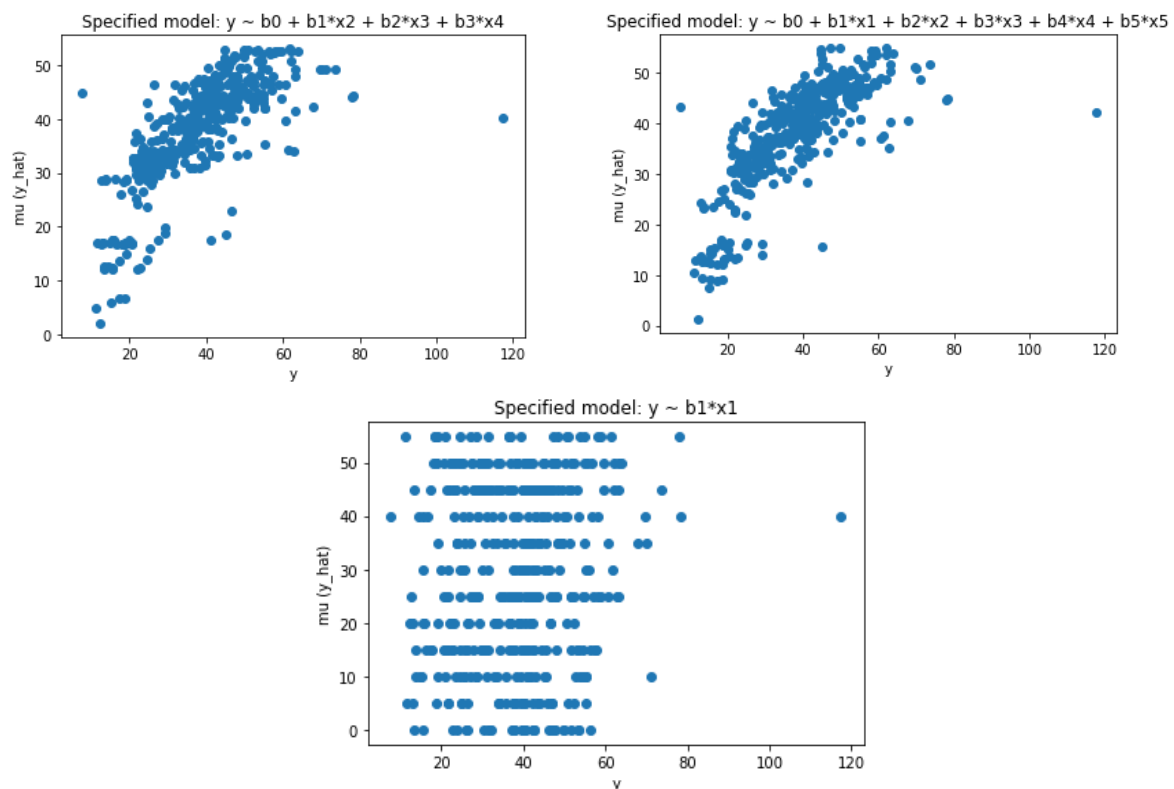 Specified model: y ~ b0 + b1*x2 + b2*x3 + b3*x4
50
40
30
20
10
0
mu (y_hat)
20 40 60 80 100 120
y
Specified model: y ~ b0 + b1*x1 + b2*x2 + b3*x3 + b4*x4 + b5*x5
50
40
30
20
10
0
mu (y_hat)
20 40 60 80 100 120
y
Specified model: y ~ b1*x1
50
40
30
20
10
0
mu (y_hat)
20 40 60 80 100 120
y